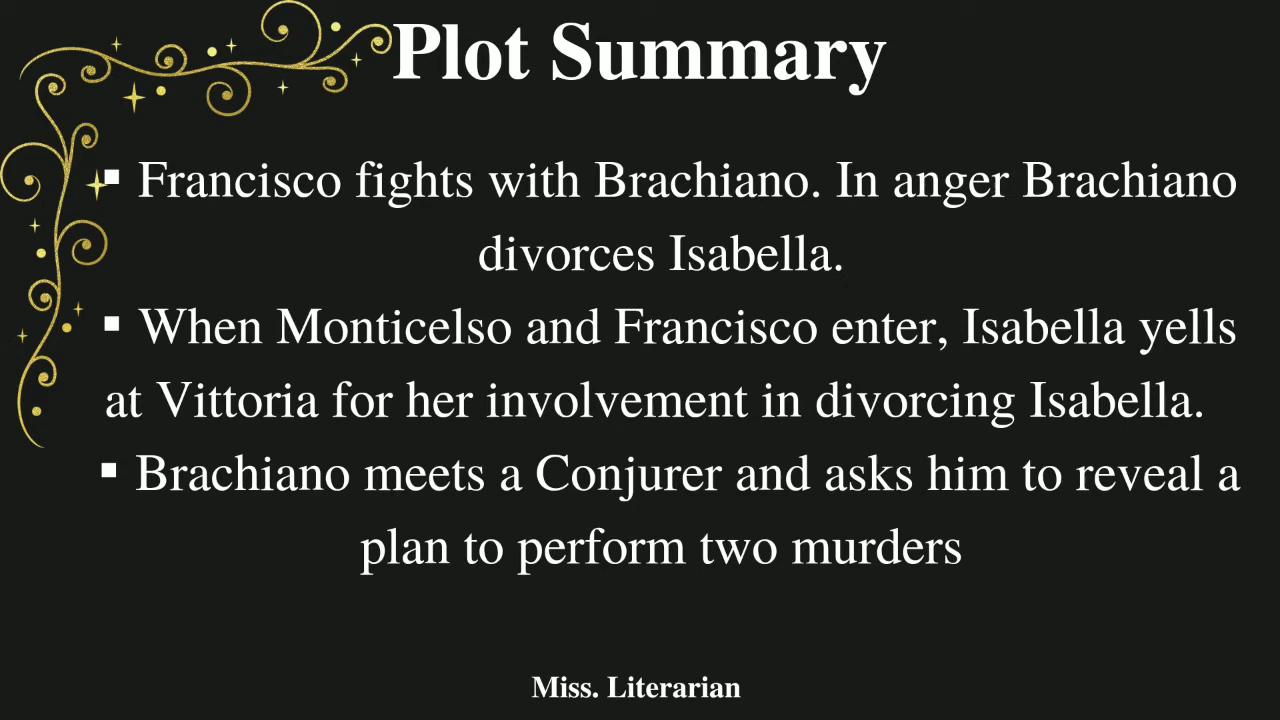 Plot Summary
▪ Francisco fights with Brachiano. In anger Brachiano
divorces Isabella.
▪ When Monticelso and Francisco enter, Isabella yells
at Vittoria for her involvement in divorcing Isabella.
▪ Brachiano meets a Conjurer and asks him to reveal a
plan to perform two murders
Miss. Literarian